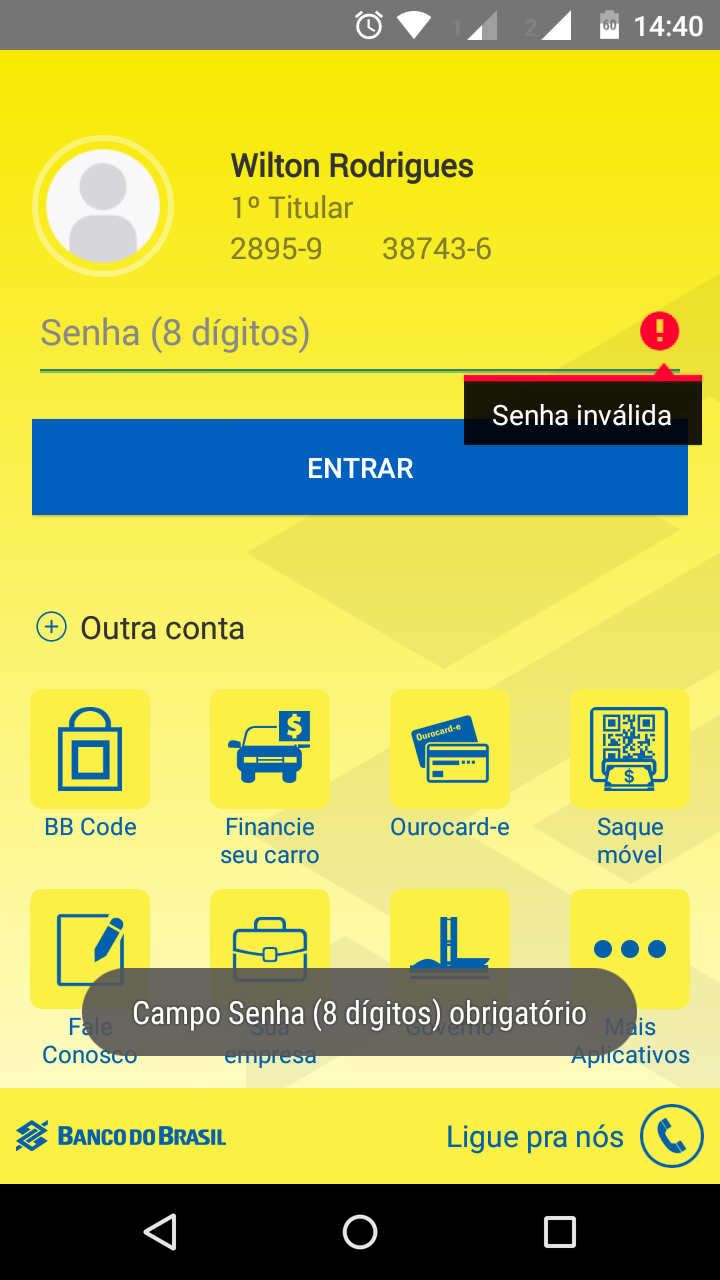 1 2 60 14:40
Wilton Rodrigues
1º Titular
2895-9 38743-6
Senha (8 dígitos)
Senha inválida
ENTRAR
Outra conta
$ Ourocard-e $
BB Code Financie Ourocard-e Saque
seu carro móvel
Campo Senha (8 dígitos) obrigatório
Fale Sua Governo Mais
Conosco empresa Aplicativos
BANCO DO BRASIL Ligue pra nós